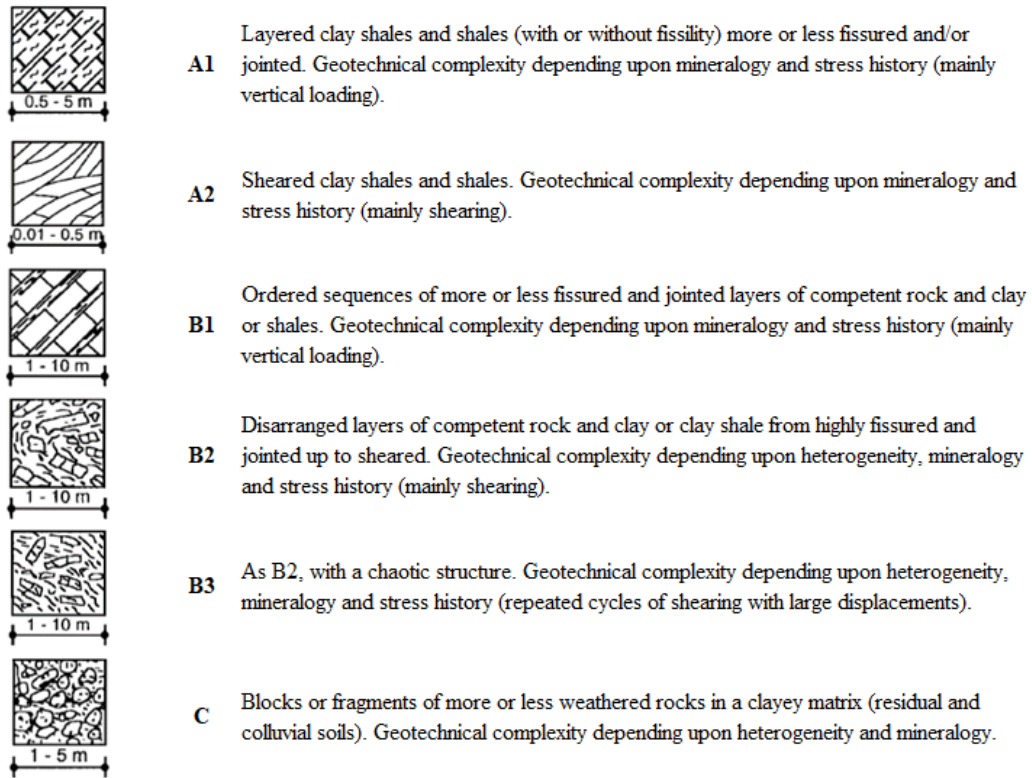 Layered clay shales and shales (with or without fissility) more or less fissured and/or
A1 jointed. Geotechnical complexity depending upon mineralogy and stress history (mainly
vertical loading).
0.5 - 5 m
A2 Sheared clay shales and shales. Geotechnical complexity depending upon mineralogy and
stress history (mainly shearing).
0.01 - 0.5 m
Ordered sequences of more or less fissured and jointed layers of competent rock and clay
B1 or shales. Geotechnical complexity depending upon mineralogy and stress history (mainly
vertical loading).
1 - 10 m
Disarranged layers of competent rock and clay or clay shale from highly fissured and
B2 jointed up to sheared. Geotechnical complexity depending upon heterogeneity, mineralogy
and stress history (mainly shearing).
1 - 10 m
B3 As B2, with a chaotic structure. Geotechnical complexity depending upon heterogeneity,
mineralogy and stress history (repeated cycles of shearing with large displacements).
1 - 10 m
C Blocks or fragments of more or less weathered rocks in a clayey matrix (residual and
colluvial soils). Geotechnical complexity depending upon heterogeneity and mineralogy.
1 - 5 m